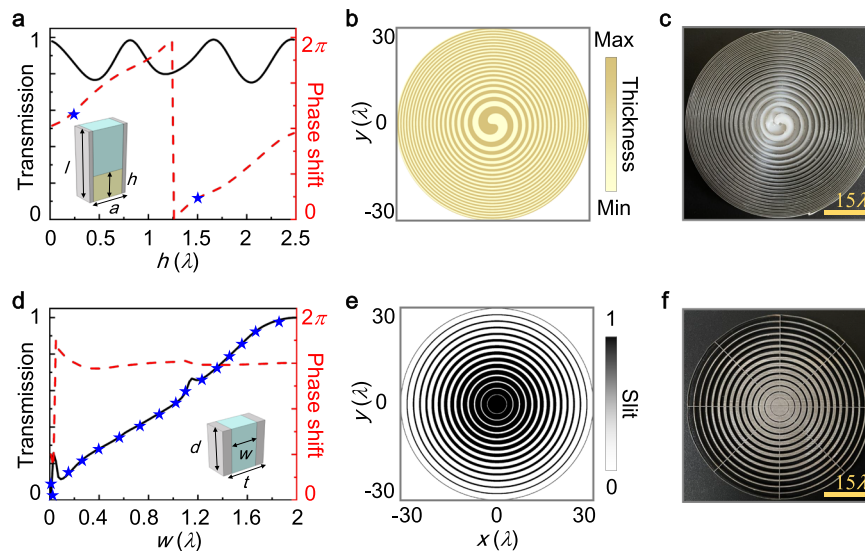 a
1
Transmission
0
2π
Phase shift
0
l
h
a
0 0.5 1 1.5 2 2.5
h (λ)
b
30
y (λ)
0
-30
Max
Thickness
Min
c
15λ
d
1
Transmission
0
2π
Phase shift
0
d
w
t
0 0.4 0.8 1.2 1.6 2
w (λ)
e
30
y (λ)
0
-30
-30 0 30
x (λ)
1
Slit
0
f
15λ